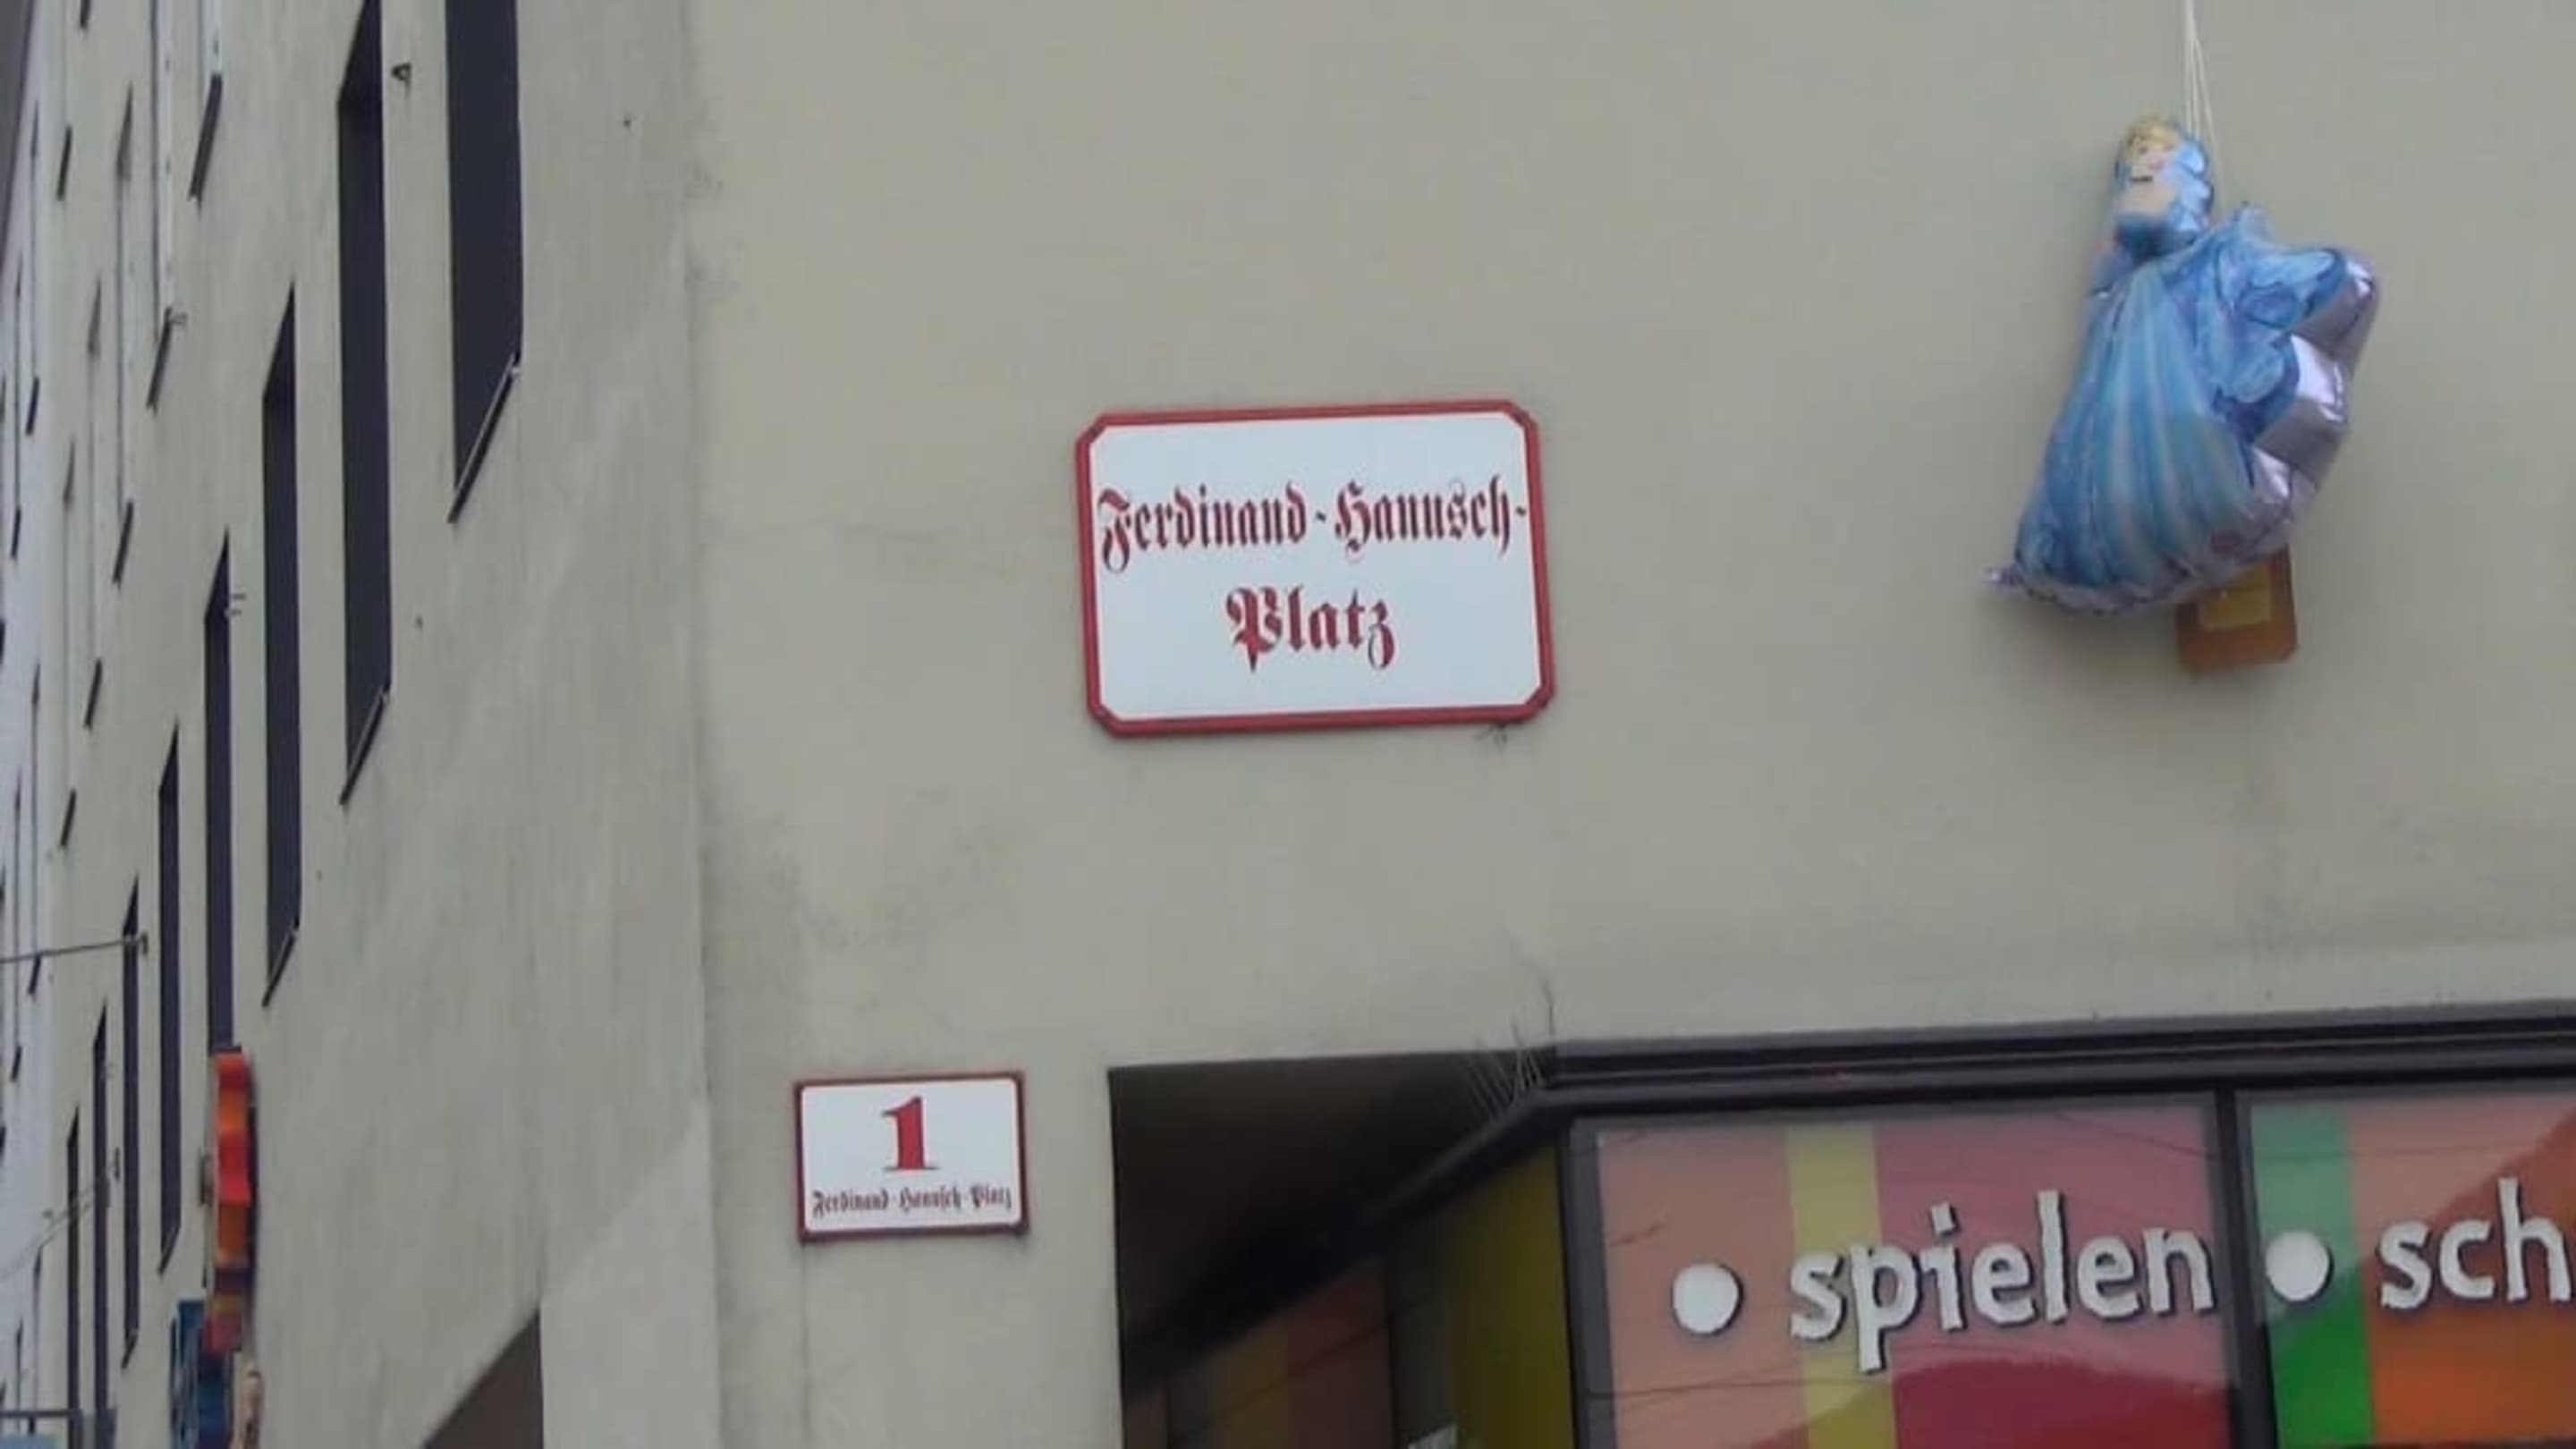 Ferdinand-Hanusch-
Platz
1
Ferdinand-Hanusch-Platz
• spielen • sch